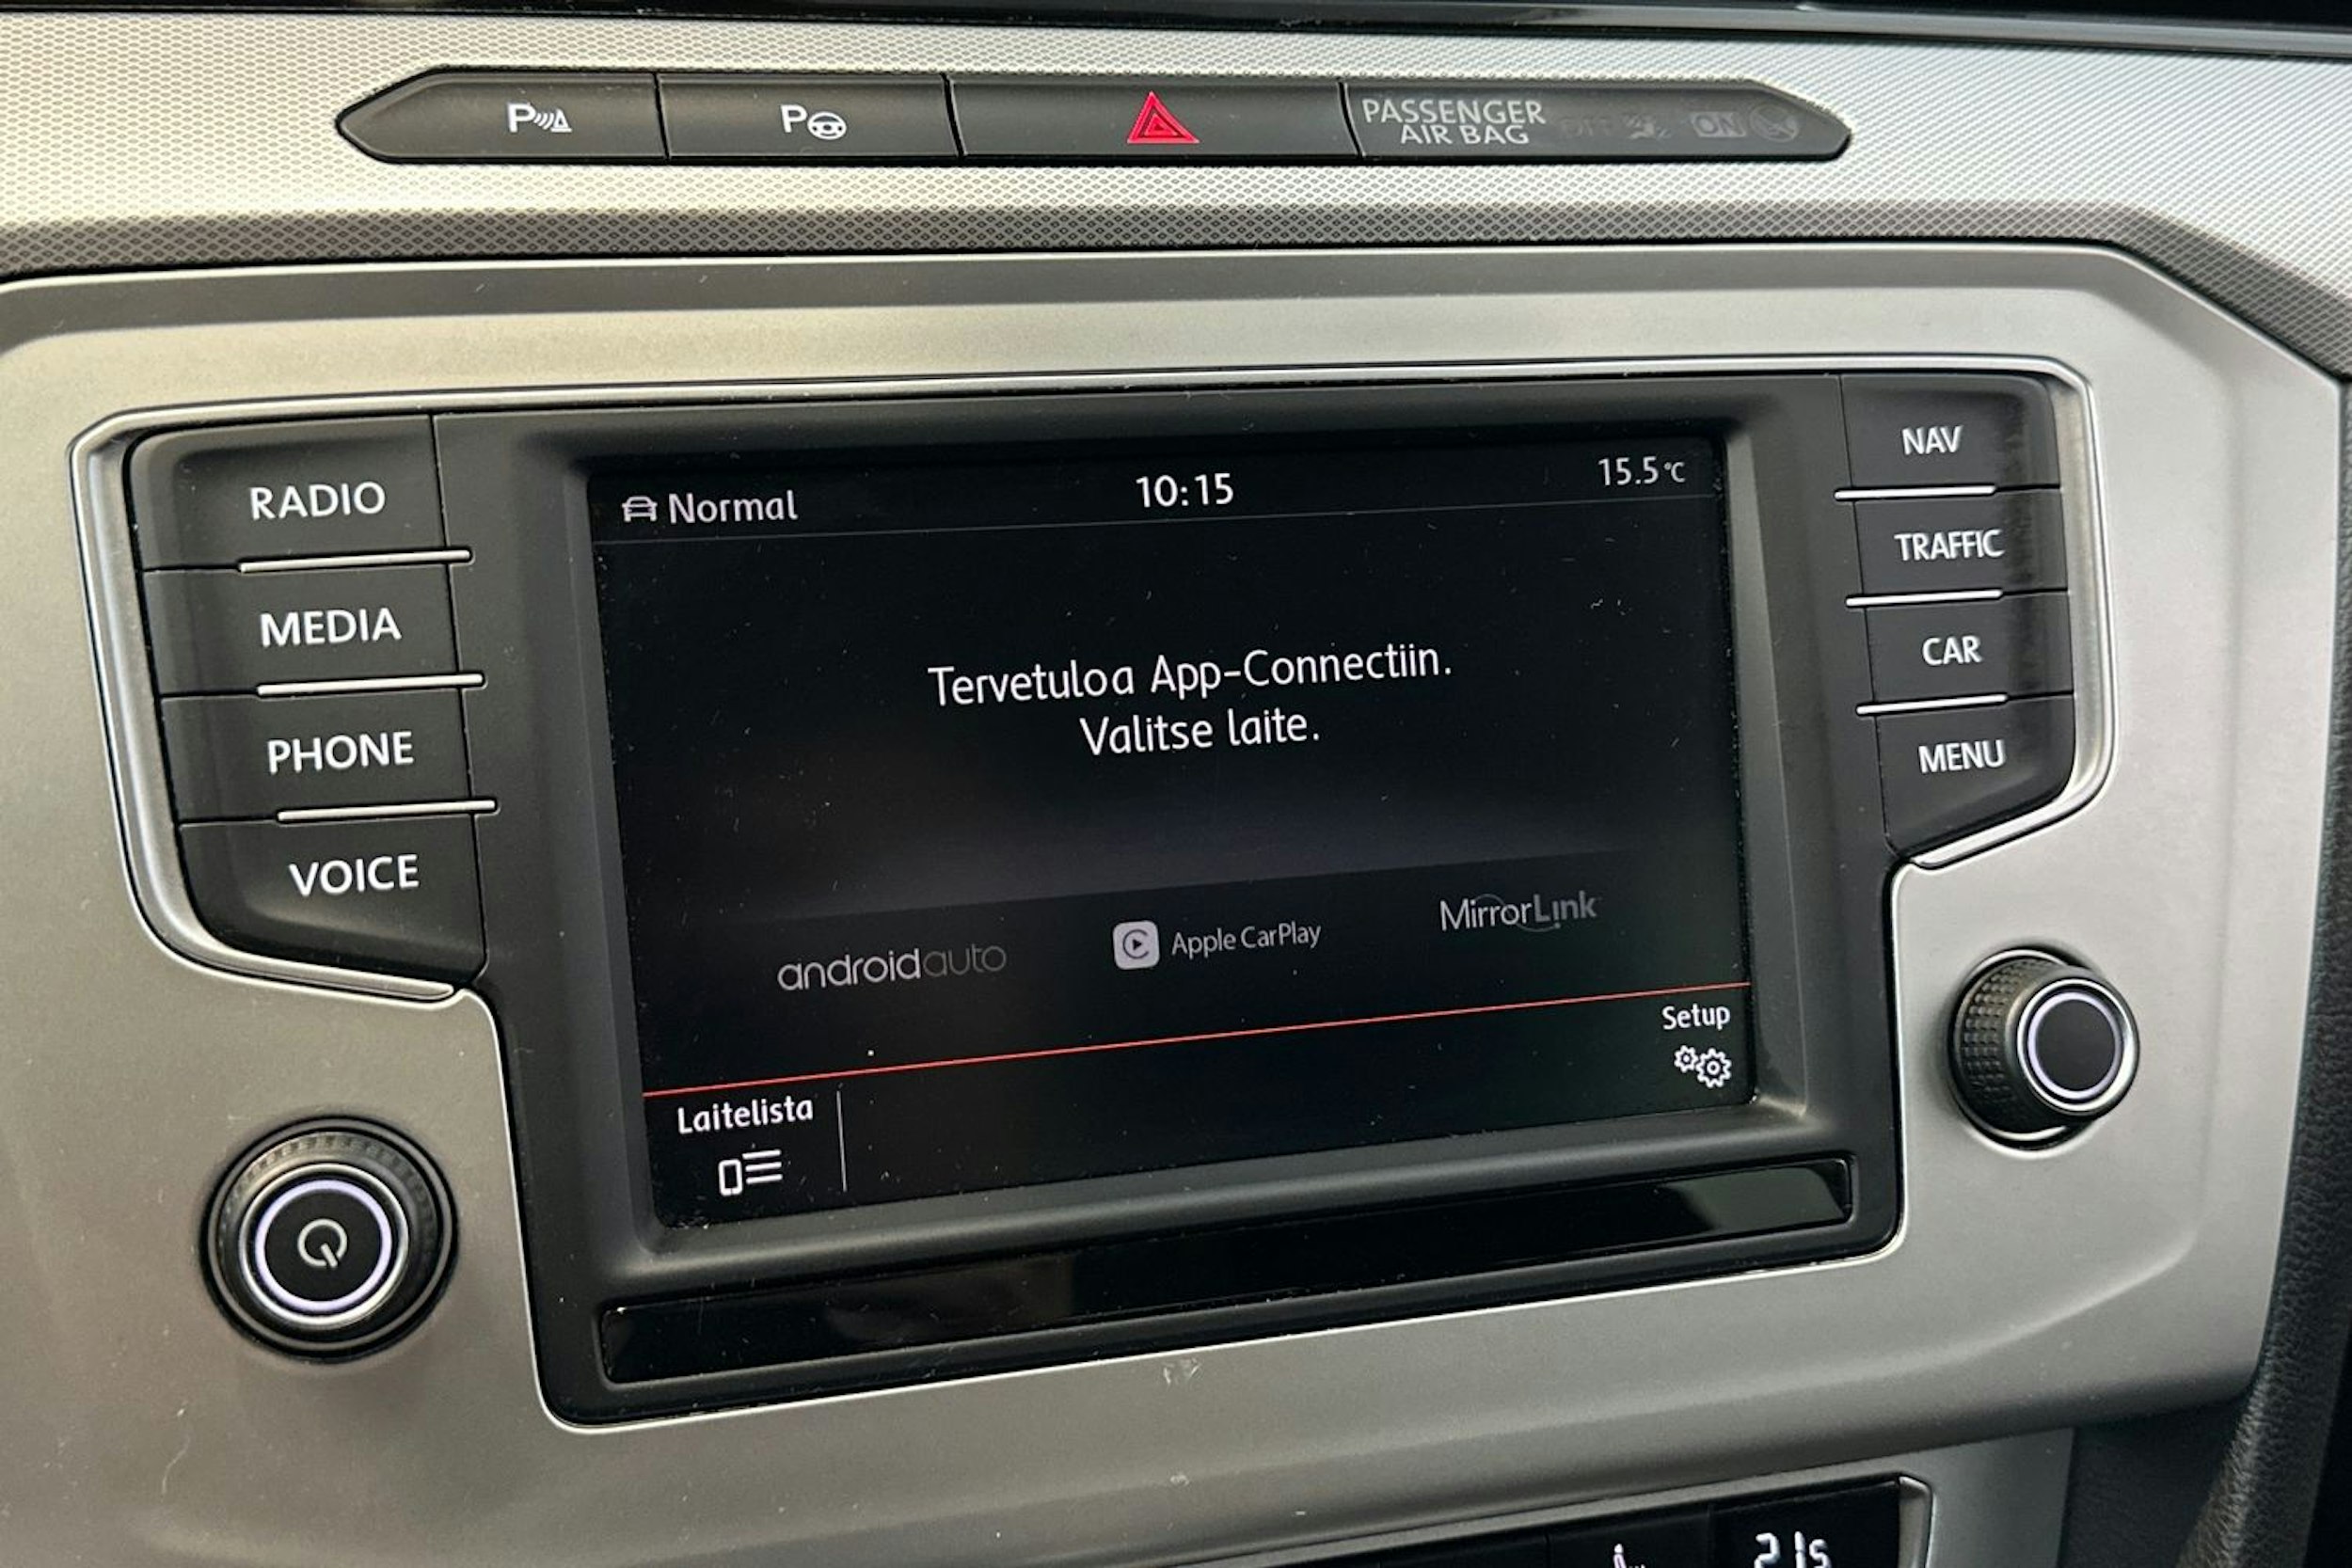 P P
PASSENGER
AIR BAG OFF ON
RADIO
MEDIA
PHONE
VOICE
Normal 10:15 15.5°C
Tervetuloa App-Connectiin.
Valitse laite.
androidauto Apple CarPlay MirrorLink
Setup
Laitelista
NAV
TRAFFIC
CAR
MENU
21.5